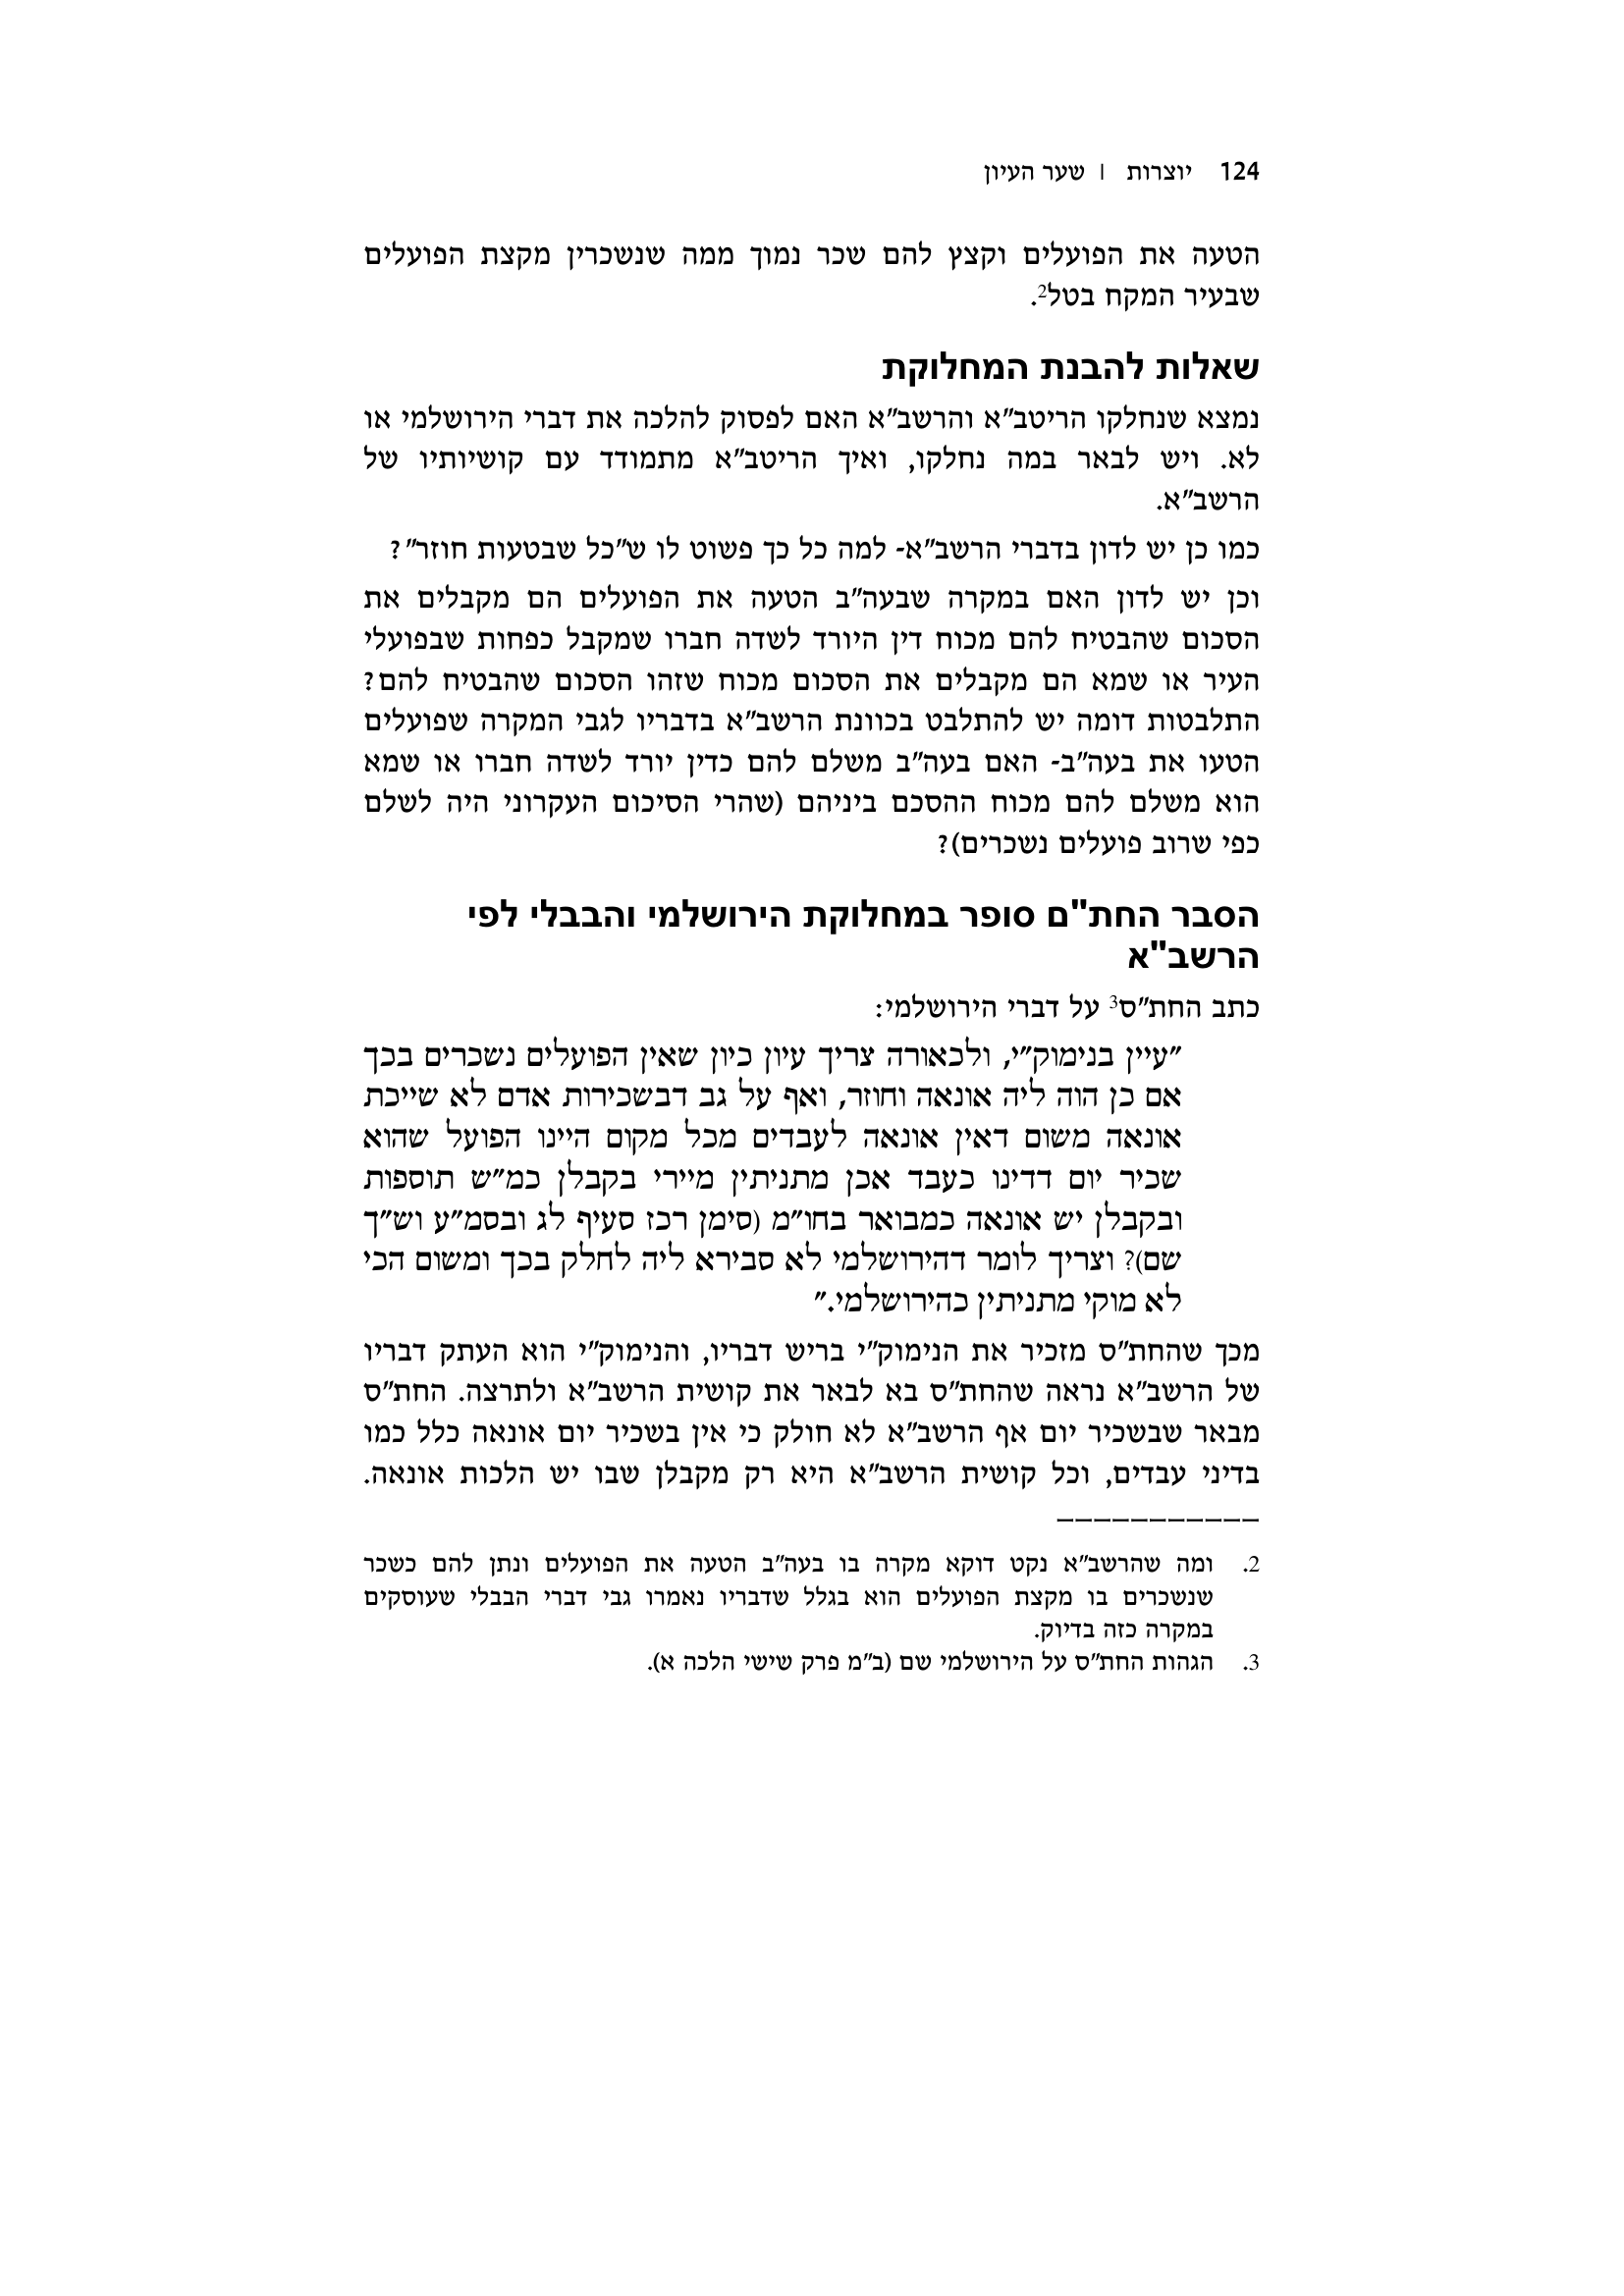 124 יוצרות | שער העיון
הטעה את הפועלים וקצץ להם שכר נמוך ממה שנשכרין מקצת הפועלים
שבעיר המקח בטל2.
שאלות להבנת המחלוקת
נמצא שנחלקו הריטב"א והרשב"א האם לפסוק להלכה את דברי הירושלמי או
לא. ויש לבאר במה נחלקו, ואיך הריטב"א מתמודד עם קושיותיו של
הרשב"א.
כמו כן יש לדון בדברי הרשב"א- למה כל כך פשוט לו ש"כל שבטעות חוזר"?
וכן יש לדון האם במקרה שבעה"ב הטעה את הפועלים הם מקבלים את
הסכום שהבטיח להם מכוח דין היורד לשדה חברו שמקבל כפחות שבפועלי
העיר או שמא הם מקבלים את הסכום מכוח שזהו הסכום שהבטיח להם?
התלבטות דומה יש להתלבט בכוונת הרשב"א בדבריו לגבי המקרה שפועלים
הטעו את בעה"ב- האם בעה"ב משלם להם כדין יורד לשדה חברו או שמא
הוא משלם להם מכוח ההסכם ביניהם (שהרי הסיכום העקרוני היה לשלם
כפי שרוב פועלים נשכרים)?
הסבר החת"ם סופר במחלוקת הירושלמי והבבלי לפי
הרשב"א
כתב החת"ס3 על דברי הירושלמי:
"עיין בנימוק"י, ולכאורה צריך עיון כיון שאין הפועלים נשכרים בכך
אם כן הוה ליה אונאה וחוזר, ואף על גב דבשכירות אדם לא שייכת
אונאה משום דאין אונאה לעבדים מכל מקום היינו הפועל שהוא
שכיר יום דדינו כעבד אכן מתניתין מיירי בקבלן כמ"ש תוספות
ובקבלן יש אונאה כמבואר בחו"מ (סימן רכז סעיף לג ובסמ"ע וש"ך
שם)? וצריך לומר דהירושלמי לא סבירא ליה לחלק בכך ומשום הכי
לא מוקי מתניתין כהירושלמי."
מכך שהחת"ס מזכיר את הנימוק"י בריש דבריו, והנימוק"י הוא העתק דבריו
של הרשב"א נראה שהחת"ס בא לבאר את קושית הרשב"א ולתרצה. החת"ס
מבאר שבשכיר יום אף הרשב"א לא חולק כי אין בשכיר יום אונאה כלל כמו
בדיני עבדים, וכל קושית הרשב"א היא רק מקבלן שבו יש הלכות אונאה.
2. ומה שהרשב"א נקט דוקא מקרה בו בעה"ב הטעה את הפועלים ונתן להם כשכר
שנשכרים בו מקצת הפועלים הוא בגלל שדבריו נאמרו גבי דברי הבבלי שעוסקים
במקרה כזה בדיוק.
3. הגהות החת"ס על הירושלמי שם (ב"מ פרק שישי הלכה א).